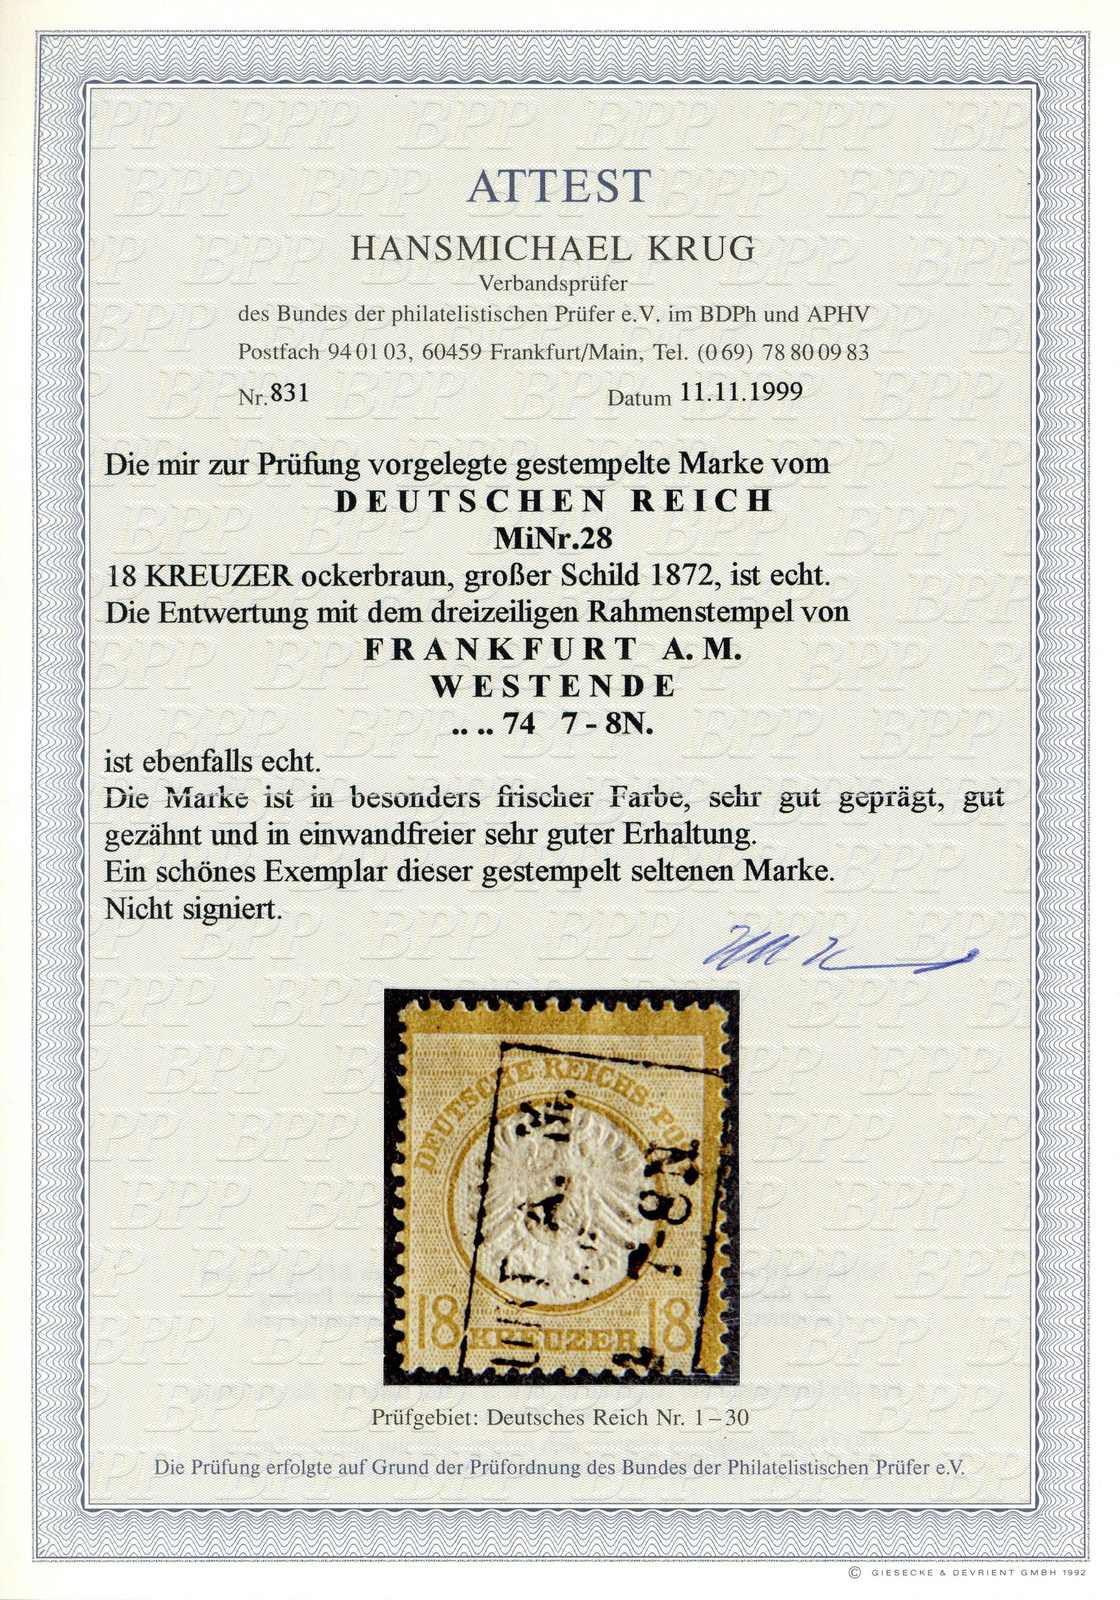 ATTEST
HANSMICHAEL KRUG
Verbandsprüfer
des Bundes der philatelistischen Prüfer e.V. im BDPh und APHV
Postfach 94 01 03, 60459 Frankfurt/Main, Tel. (0 69) 78 80 09 83
Nr. 831 Datum 11.11.1999
Die mir zur Prüfung vorgelegte gestempelte Marke vom
DEUTSCHEN REICH
MiNr.28
18 KREUZER ockerbraun, großer Schild 1872, ist echt.
Die Entwertung mit dem dreizeiligen Rahmenstempel von
FRANKFURT A. M.
WESTENDE
.. .. 74 7 - 8N.
ist ebenfalls echt.
Die Marke ist in besonders frischer Farbe, sehr gut geprägt, gut
gezähnt und in einwandfreier sehr guter Erhaltung.
Ein schönes Exemplar dieser gestempelt seltenen Marke.
Nicht signiert.
DEUTSCHE REICHS-POST
7-8N
18 KREUZER 18
Prüfgebiet: Deutsches Reich Nr. 1–30
Die Prüfung erfolgte auf Grund der Prüfordnung des Bundes der Philatelistischen Prüfer e.V.
© GIESECKE & DEVRIENT GMBH 1992